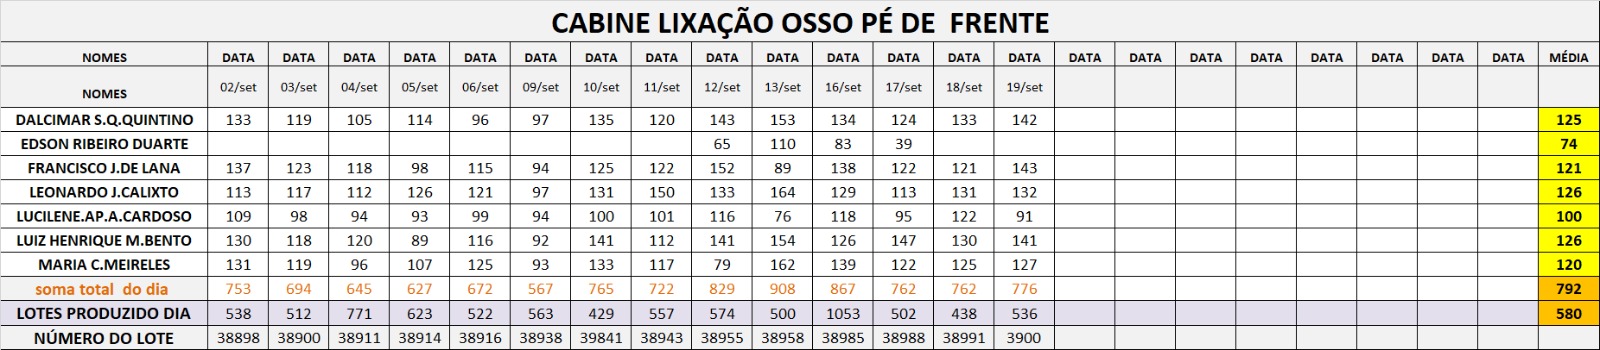 CABINE LIXAÇÃO OSSO PÉ DE FRENTE
NOMES DATA DATA DATA DATA DATA DATA DATA DATA DATA DATA DATA DATA DATA DATA DATA DATA DATA DATA DATA DATA DATA DATA MÉDIA
NOMES 02/set 03/set 04/set 05/set 06/set 09/set 10/set 11/set 12/set 13/set 16/set 17/set 18/set 19/set
DALCIMAR S.Q.QUINTINO 133 119 105 114 96 97 135 120 143 153 134 124 133 142 125
EDSON RIBEIRO DUARTE 65 110 83 39 74
FRANCISCO J.DE LANA 137 123 118 98 115 94 125 122 152 89 138 122 121 143 121
LEONARDO J.CALIXTO 113 117 112 126 121 97 131 150 133 164 129 113 131 132 126
LUCILENE.AP.A.CARDOSO 109 98 94 93 99 94 100 101 116 76 118 95 122 91 100
LUIZ HENRIQUE M.BENTO 130 118 120 89 116 92 141 112 141 154 126 147 130 141 126
MARIA C.MEIRELES 131 119 96 107 125 93 133 117 79 162 139 122 125 127 120
soma total do dia 753 694 645 627 672 567 765 722 829 908 867 762 762 776 792
LOTES PRODUZIDO DIA 538 512 771 623 522 563 429 557 574 500 1053 502 438 536 580
NÚMERO DO LOTE 38898 38900 38911 38914 38916 38938 39841 38943 38955 38958 38985 38988 38991 3900